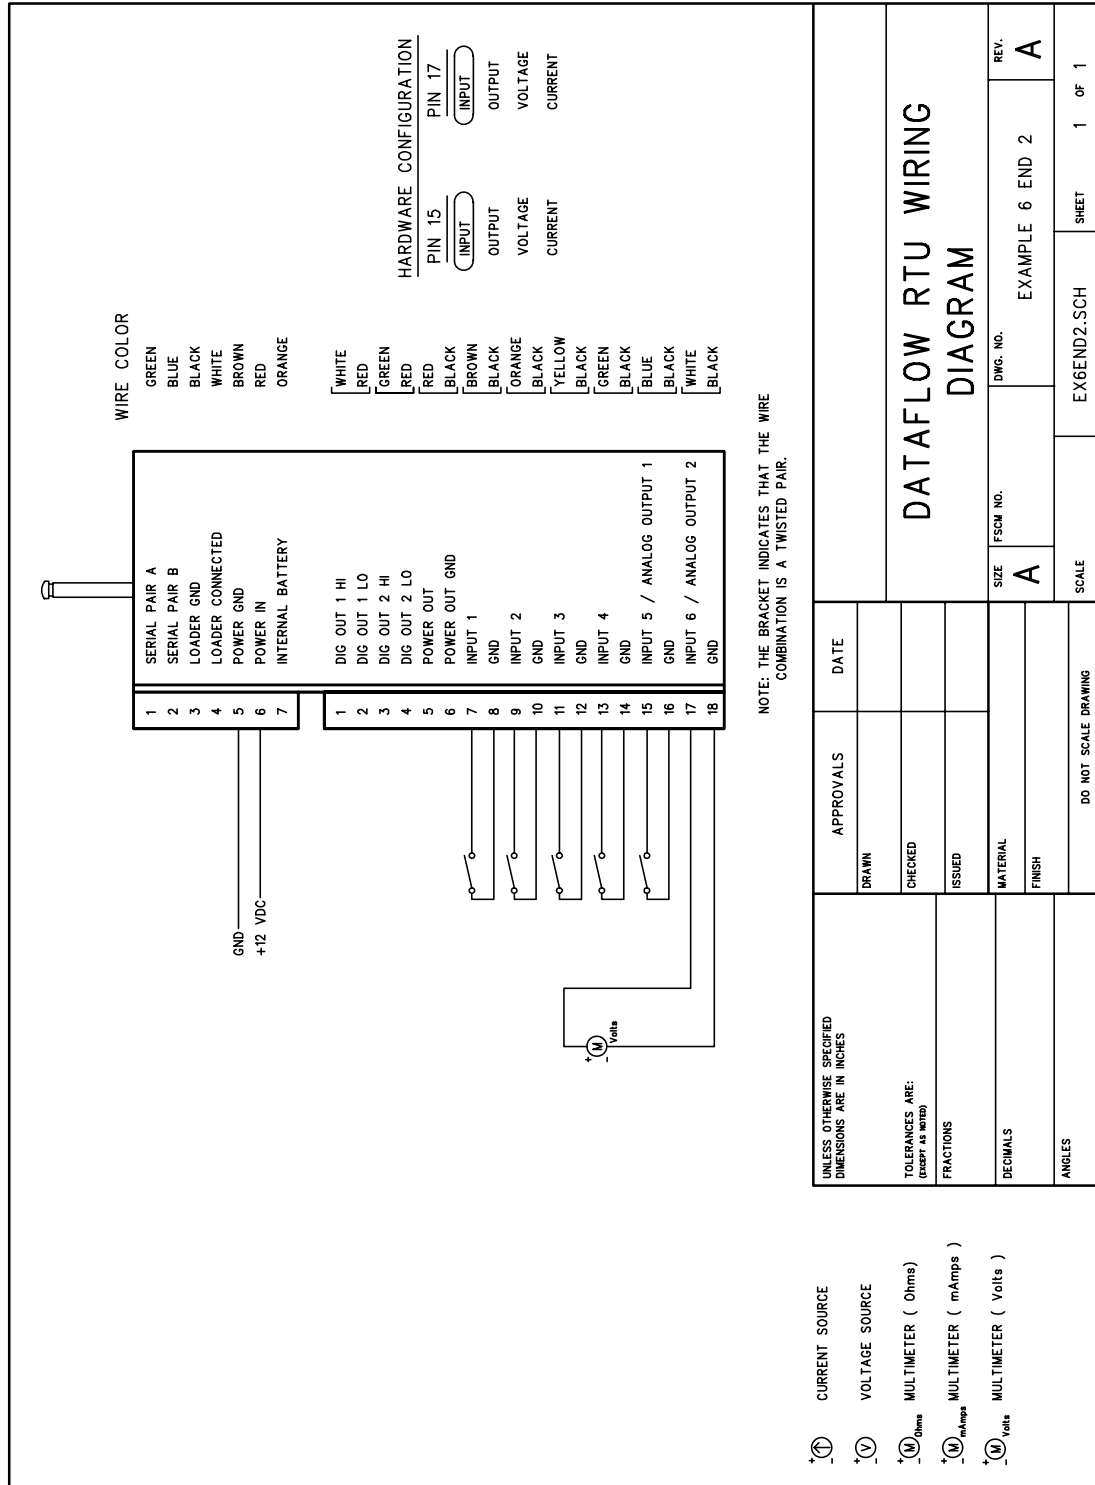 WIRE COLOR
1 SERIAL PAIR A GREEN
2 SERIAL PAIR B BLUE
3 LOADER GND BLACK
4 LOADER CONNECTED WHITE
GND 5 POWER GND BROWN
+12 VDC 6 POWER IN RED
7 INTERNAL BATTERY ORANGE
1 DIG OUT 1 HI WHITE
2 DIG OUT 1 LO RED
3 DIG OUT 2 HI GREEN
4 DIG OUT 2 LO RED
5 POWER OUT RED
6 POWER OUT GND BLACK
7 INPUT 1 BROWN
8 GND BLACK
9 INPUT 2 ORANGE
10 GND BLACK
11 INPUT 3 YELLOW
12 GND BLACK
13 INPUT 4 GREEN
14 GND BLACK
15 INPUT 5 / ANALOG OUTPUT 1 BLUE
16 GND BLACK
17 INPUT 6 / ANALOG OUTPUT 2 WHITE
18 GND BLACK
+ M - Volts
HARDWARE CONFIGURATION
PIN 15 PIN 17
INPUT INPUT
OUTPUT OUTPUT
VOLTAGE VOLTAGE
CURRENT CURRENT
NOTE: THE BRACKET INDICATES THAT THE WIRE
COMBINATION IS A TWISTED PAIR.
+ - CURRENT SOURCE
+ V - VOLTAGE SOURCE
+ M - Ohms MULTIMETER ( Ohms)
+ M - mAmps MULTIMETER ( mAmps )
+ M - Volts MULTIMETER ( Volts )
UNLESS OTHERWISE SPECIFIED
DIMENSIONS ARE IN INCHES
TOLERANCES ARE:
(EXCEPT AS NOTED)
FRACTIONS
DECIMALS
ANGLES
APPROVALS DATE
DRAWN
CHECKED
ISSUED
MATERIAL
FINISH
DO NOT SCALE DRAWING
DATAFLOW RTU WIRING
DIAGRAM
SIZE A
FSCM NO.
DWG. NO. EXAMPLE 6 END 2
REV. A
SCALE
EX6END2.SCH
SHEET 1 OF 1